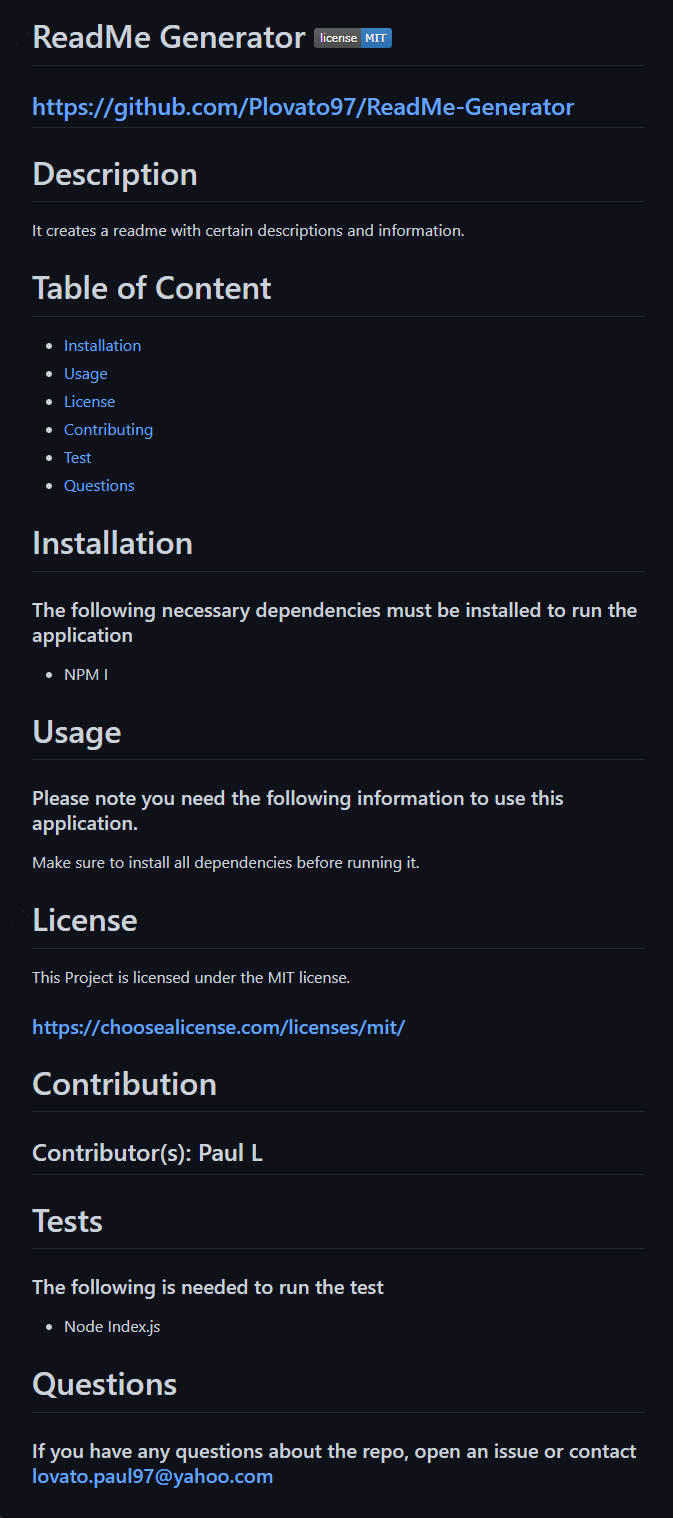 ReadMe Generator license MIT
https://github.com/Plovato97/ReadMe-Generator
Description
It creates a readme with certain descriptions and information.
Table of Content
Installation
Usage
License
Contributing
Test
Questions
Installation
The following necessary dependencies must be installed to run the
application
NPM I
Usage
Please note you need the following information to use this
application.
Make sure to install all dependencies before running it.
License
This Project is licensed under the MIT license.
https://choosealicense.com/licenses/mit/
Contribution
Contributor(s): Paul L
Tests
The following is needed to run the test
Node Index.js
Questions
If you have any questions about the repo, open an issue or contact
lovato.paul97@yahoo.com